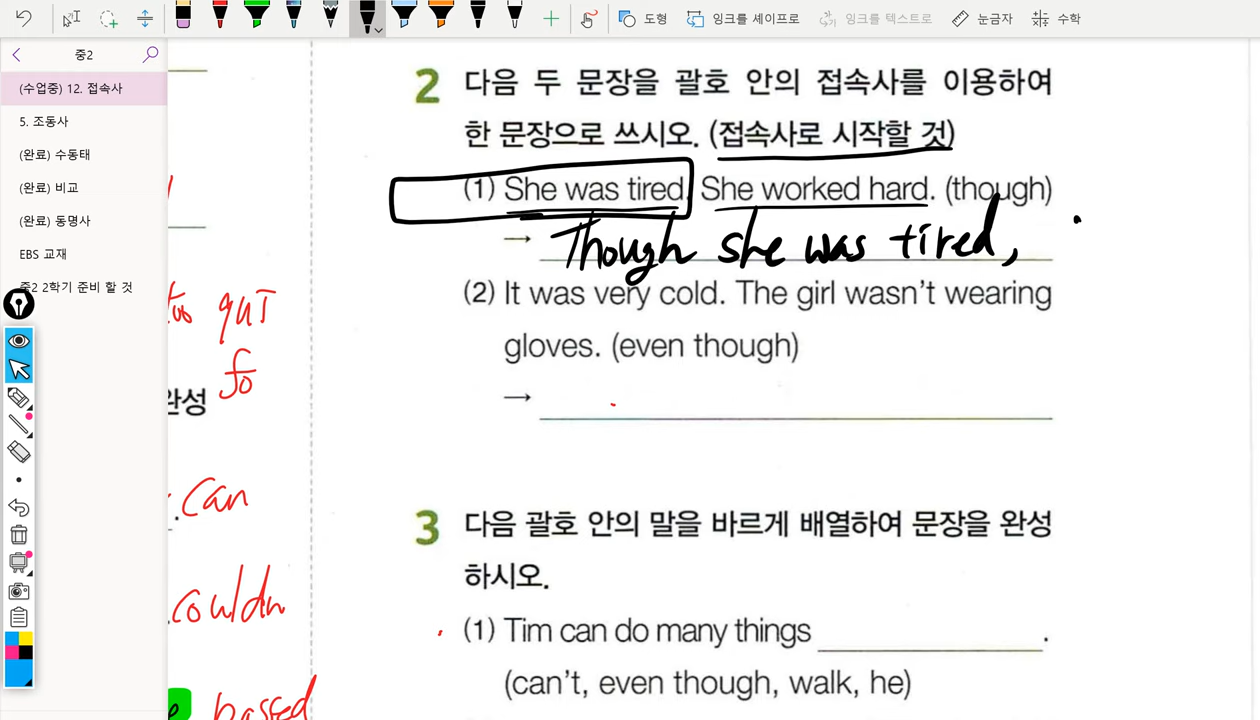 도형
잉크를 셰이프로
잉크를 텍스트로
눈금자
수학
중2
(수업중) 12. 접속사
5. 조동사
(완료) 수동태
(완료) 비교
(완료) 동명사
EBS 교재
중2 2학기 준비 할 것
to quit
fo
완성
. can
couldn
e based
2 다음 두 문장을 괄호 안의 접속사를 이용하여
한 문장으로 쓰시오. (접속사로 시작할 것)
(1) She was tired. She worked hard. (though)
→ Though she was tired,
(2) It was very cold. The girl wasn't wearing
gloves. (even though)
→
3 다음 괄호 안의 말을 바르게 배열하여 문장을 완성
하시오.
(1) Tim can do many things .
(can't, even though, walk, he)